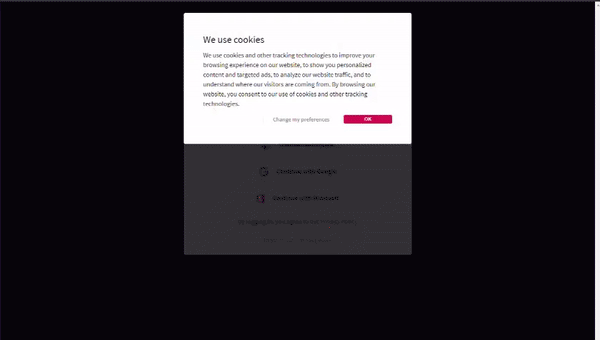 We use cookies
We use cookies and other tracking technologies to improve your
browsing experience on our website, to show you personalized
content and targeted ads, to analyze our website traffic, and to
understand where our visitors are coming from. By browsing our
website, you consent to our use of cookies and other tracking
technologies.
Change my preferences
OK
Continue with Google
Continue with Microsoft